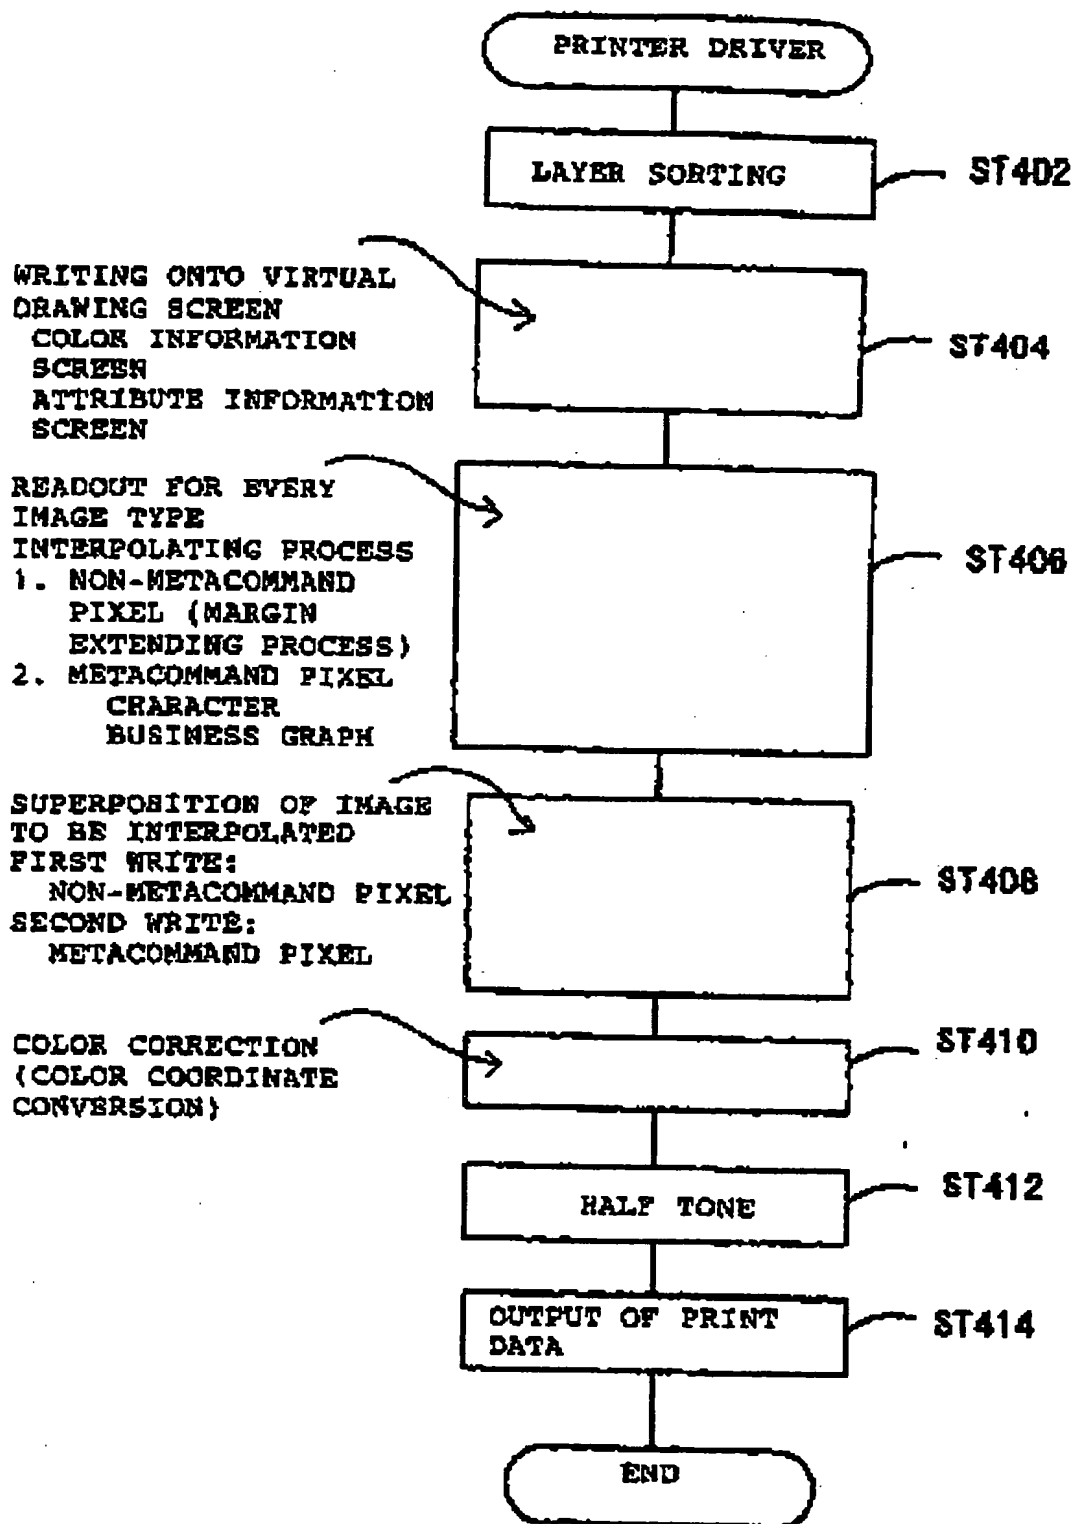 PRINTER DRIVER
LAYER SORTING
ST402
WRITING ONTO VIRTUAL
DRAWING SCREEN
COLOR INFORMATION
SCREEN
ATTRIBUTE INFORMATION
SCREEN
ST404
READOUT FOR EVERY
IMAGE TYPE
INTERPOLATING PROCESS
1. NON-METACOMMAND
PIXEL (MARGIN
EXTENDING PROCESS)
2. METACOMMAND PIXEL
CHARACTER
BUSINESS GRAPH
ST406
SUPERPOSITION OF IMAGE
TO BE INTERPOLATED
FIRST WRITE:
NON-METACOMMAND PIXEL
SECOND WRITE:
METACOMMAND PIXEL
ST408
COLOR CORRECTION
(COLOR COORDINATE
CONVERSION)
ST410
HALF TONE
ST412
OUTPUT OF PRINT
DATA
ST414
END